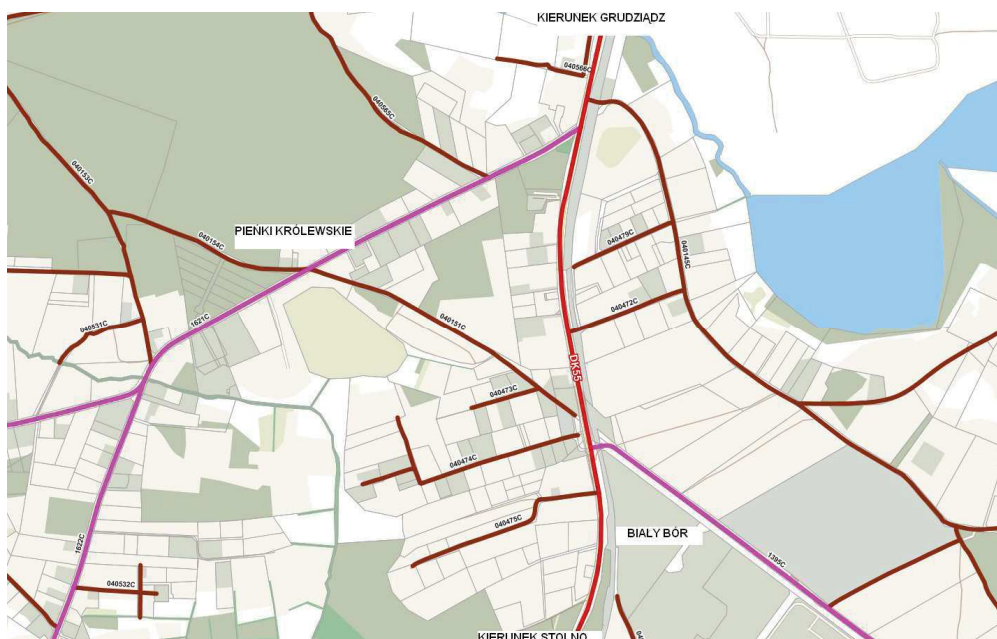 KIERUNEK GRUDZIĄDZ
040566C
040565C
040153C
PIEŃKI KRÓLEWSKIE
040154C
040479C
040145C
1621C
040472C
040531C
040151C
DK55
040473C
040474C
040475C
BIAŁY BÓR
1622C
1395C
040532C
KIERUNEK STOLNO